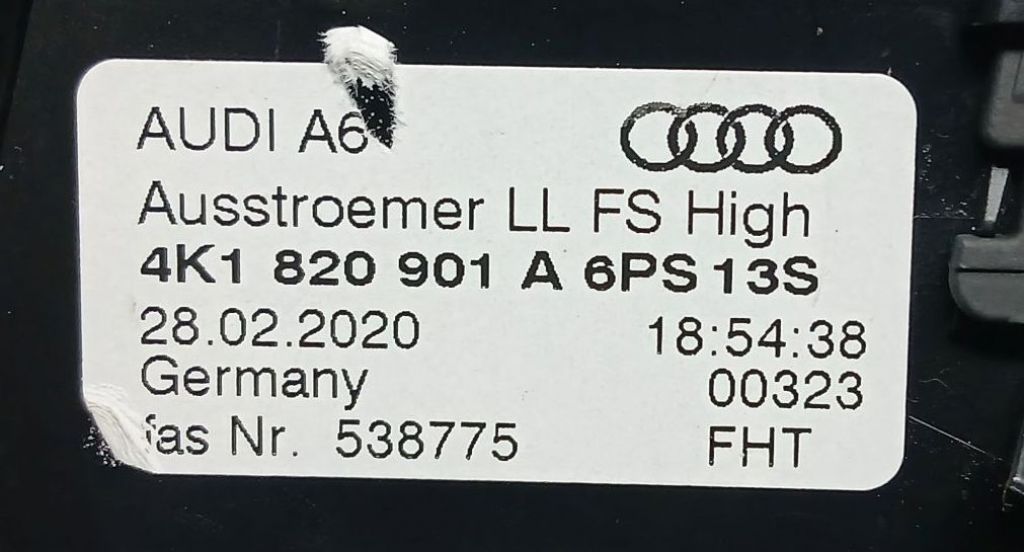 AUDI A6
Ausstroemer LL FS High
4K1 820 901 A 6PS 13S
28.02.2020 18:54:38
Germany 00323
fas Nr. 538775 FHT